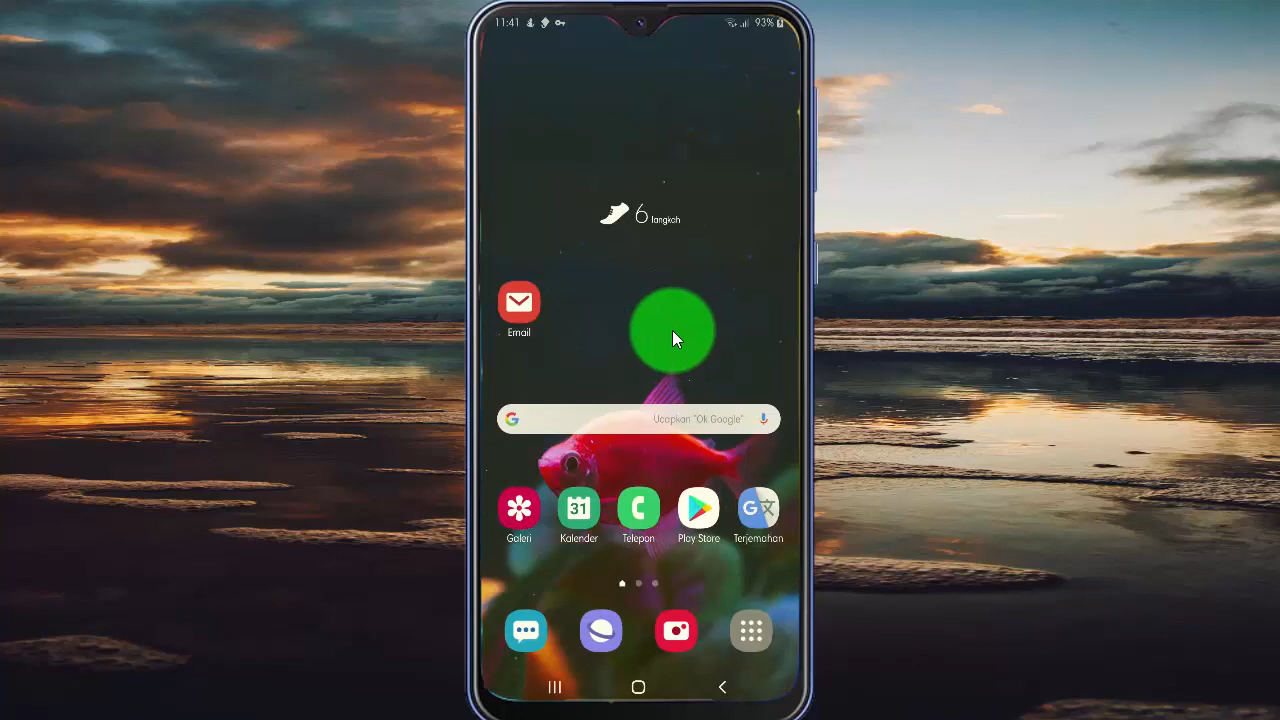 11:41
93%
6 langkah
Email
Ucapkan "Ok Google"
Galeri
Kalender
Telepon
Play Store
Terjemahan
31